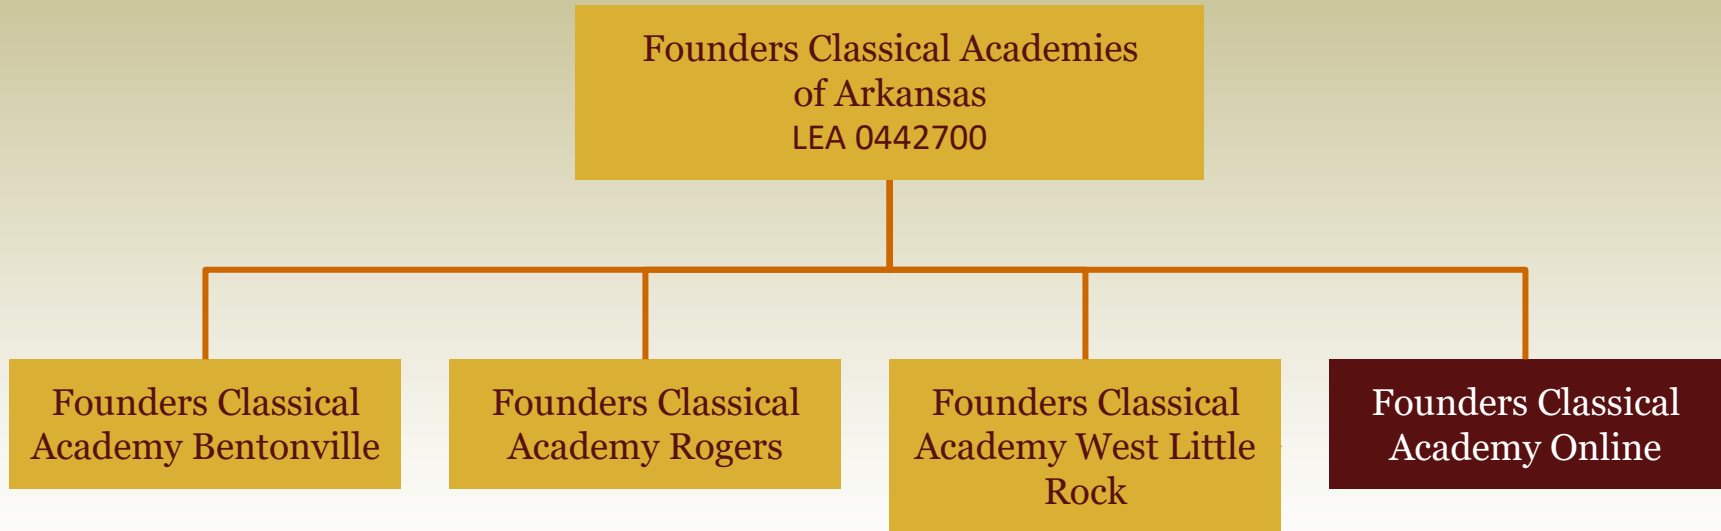 Founders Classical Academies
of Arkansas
LEA 0442700
Founders Classical
Academy Bentonville
Founders Classical
Academy Rogers
Founders Classical
Academy West Little
Rock
Founders Classical
Academy Online